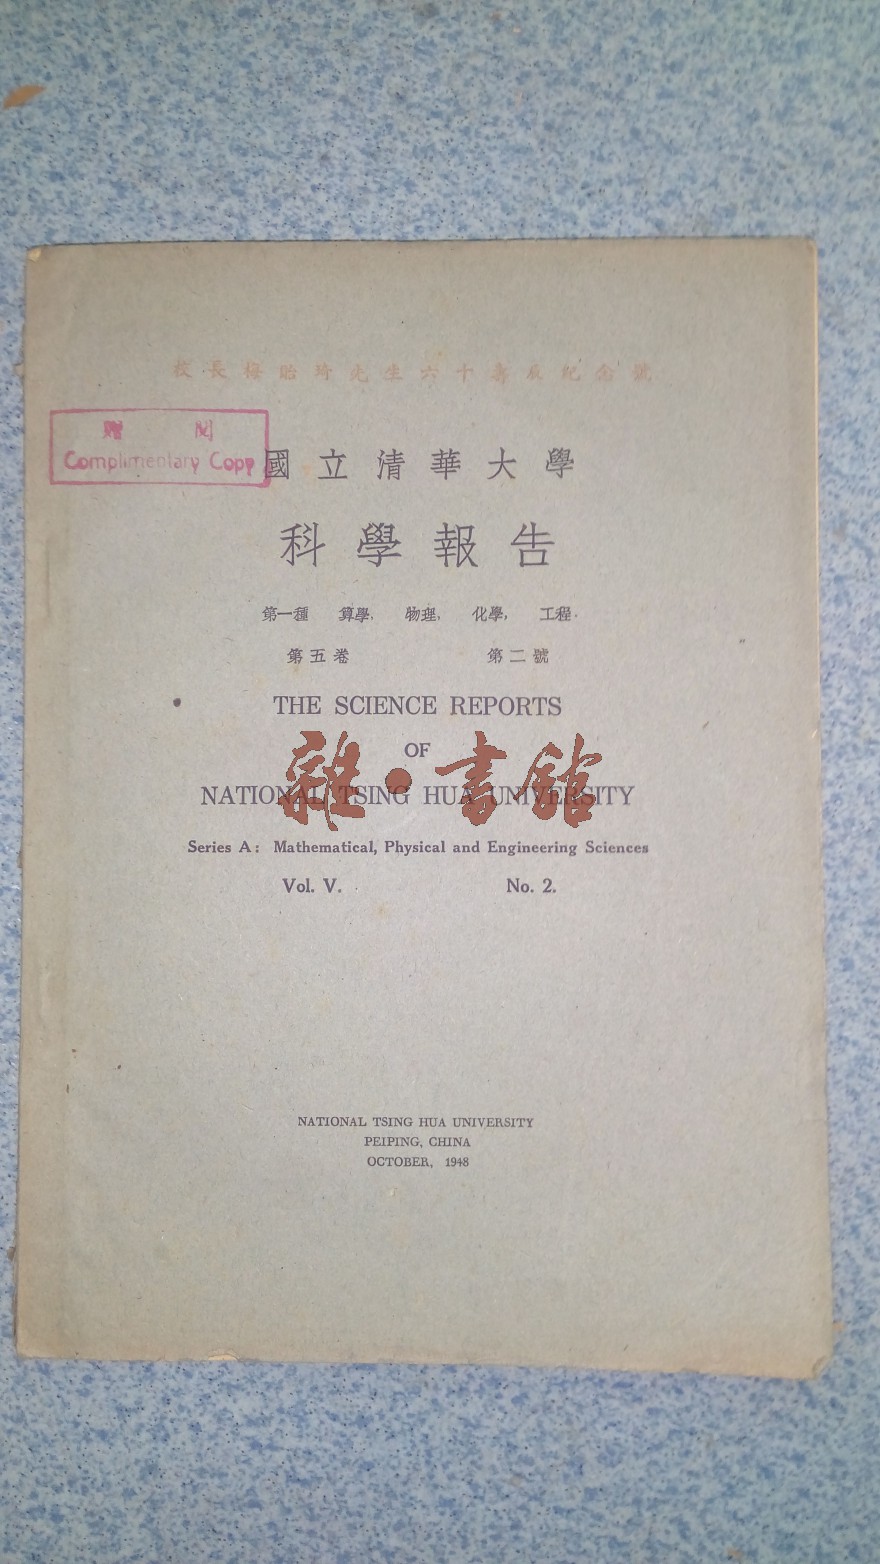 校長梅貽琦先生六十壽辰紀念號
贈 閱
Complimentary Copy
國立清華大學
科學報告
第一種 算學, 物理, 化學, 工程.
第五卷 第二號
THE SCIENCE REPORTS
OF
NATIONAL TSING HUA UNIVERSITY
雜·書館
Series A: Mathematical, Physical and Engineering Sciences
Vol. V. No. 2.
NATIONAL TSING HUA UNIVERSITY
PEIPING, CHINA
OCTOBER, 1948